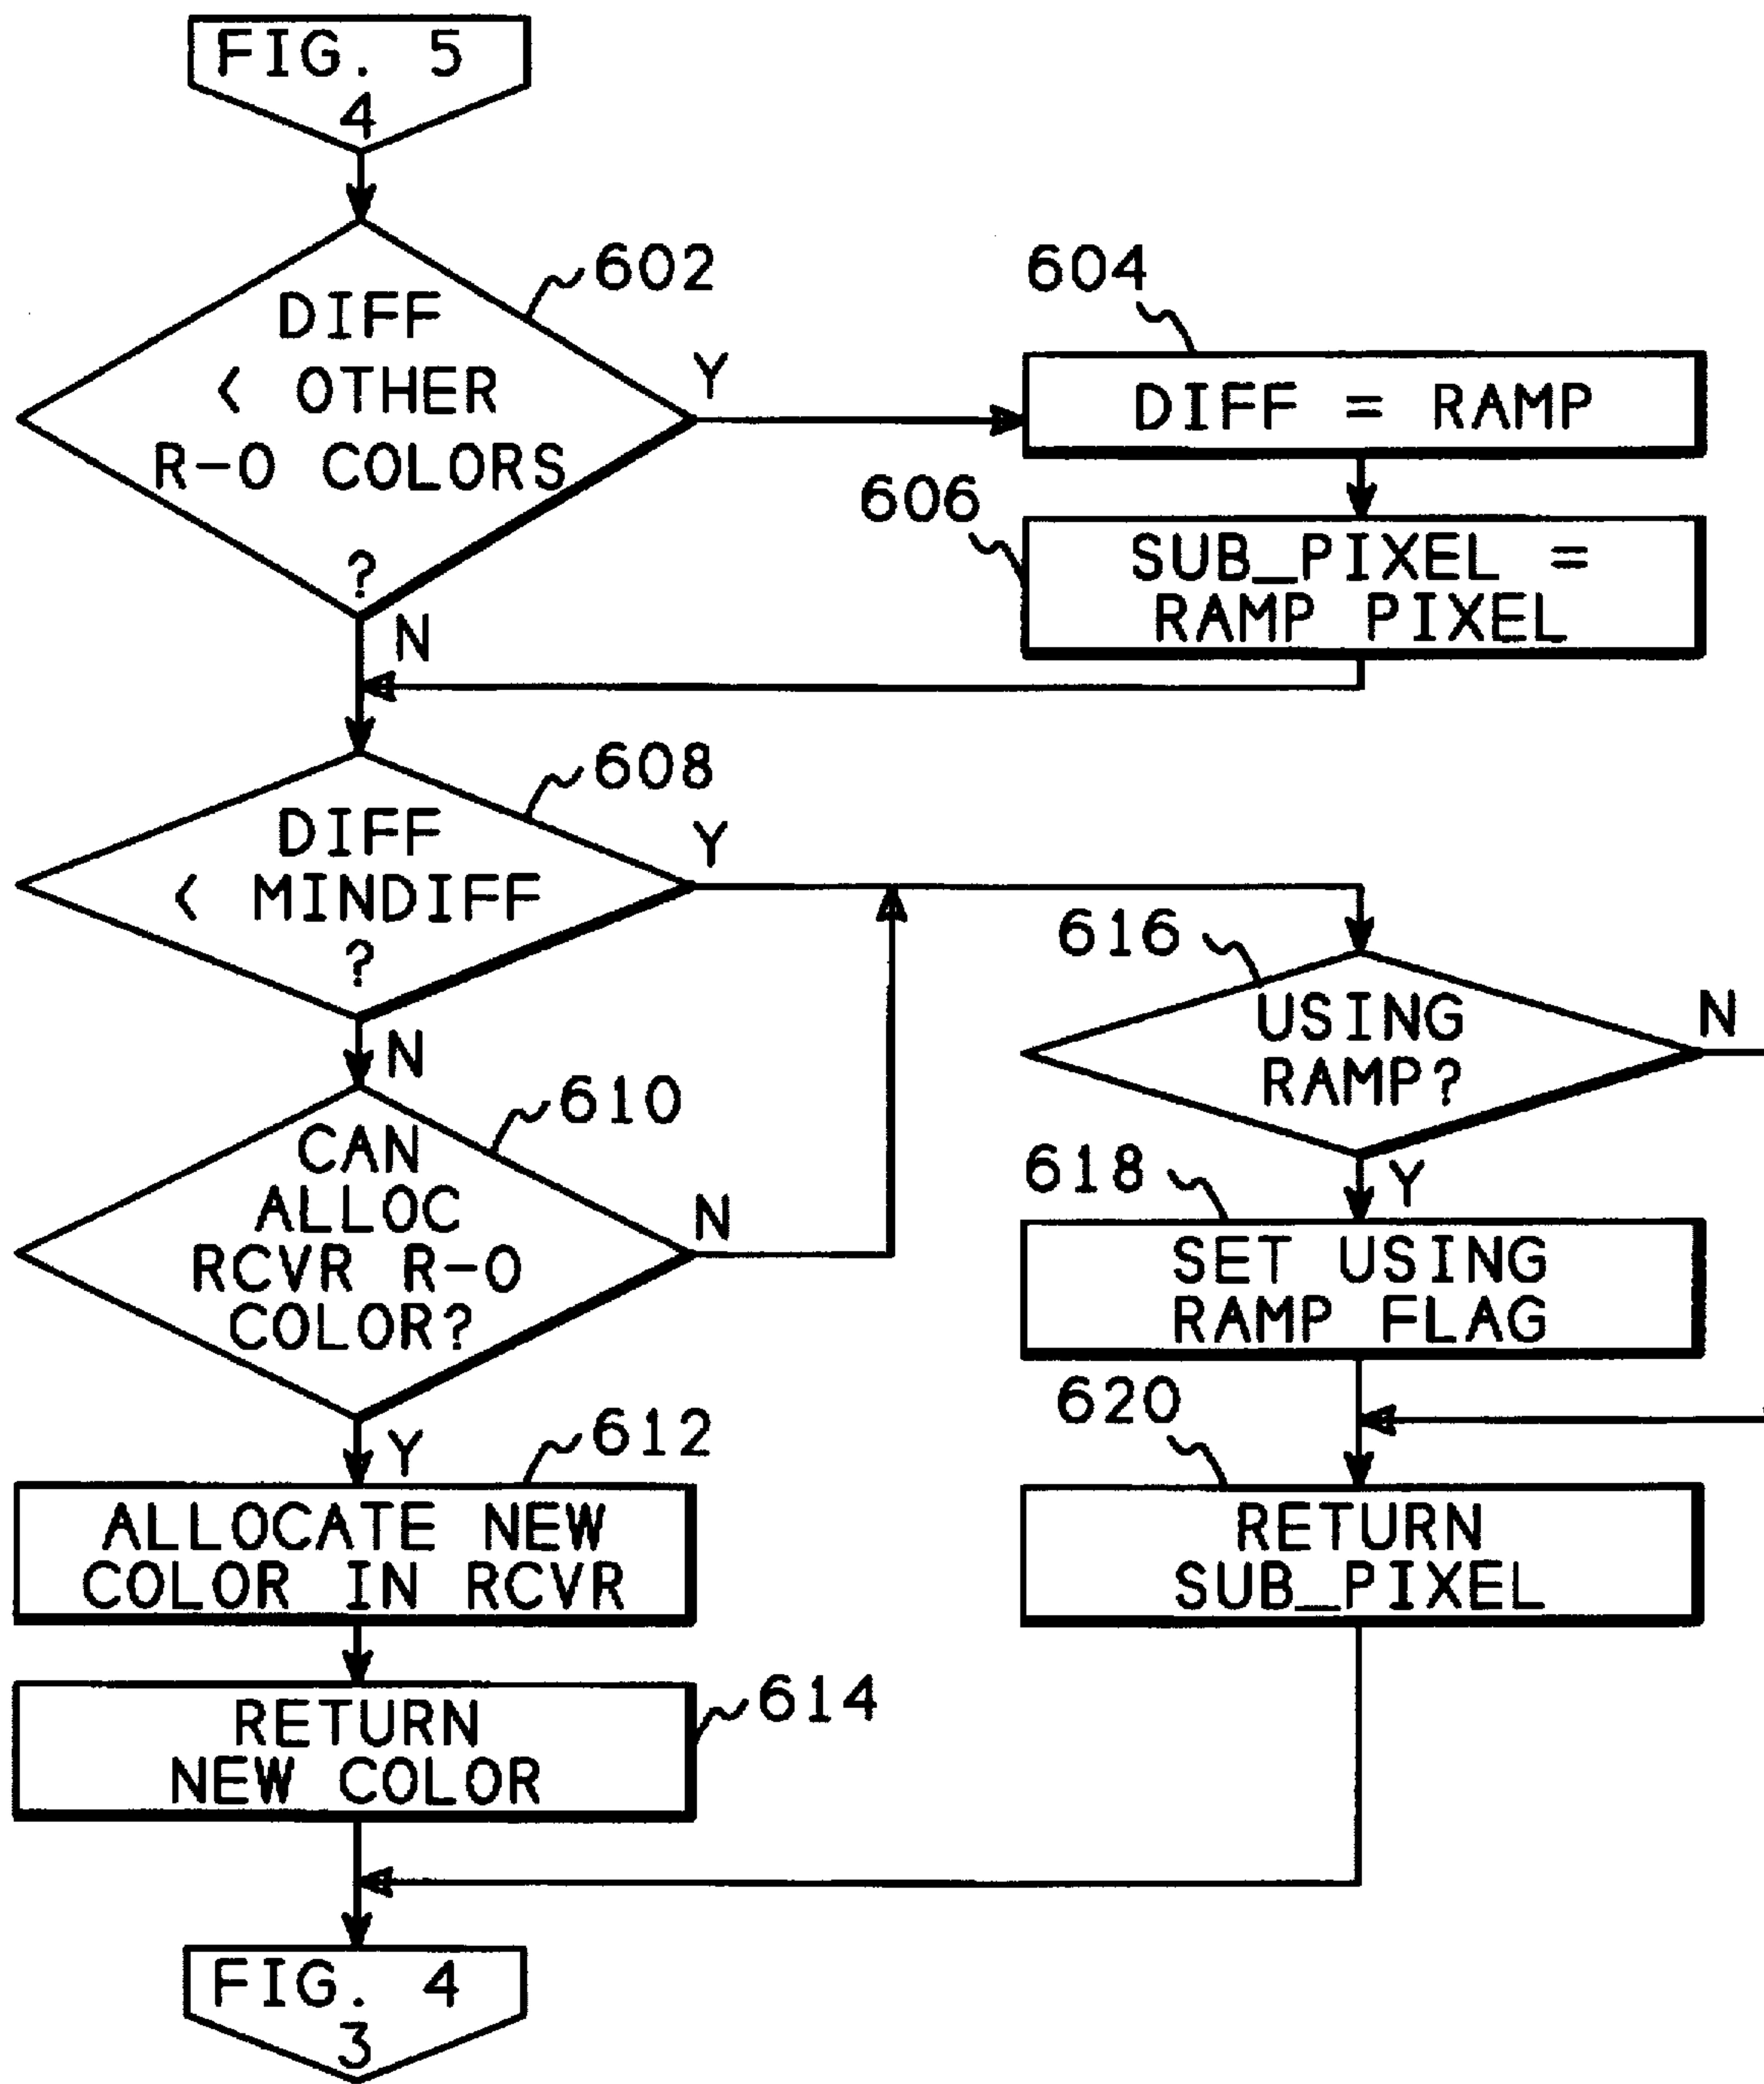 FIG. 5
4
602
DIFF
< OTHER
R-O COLORS
?
Y
N
604
DIFF = RAMP
606
SUB_PIXEL =
RAMP PIXEL
608
DIFF
< MINDIFF
?
Y
N
610
CAN
ALLOC
RCVR R-O
COLOR?
N
Y
612
ALLOCATE NEW
COLOR IN RCVR
614
RETURN
NEW COLOR
616
USING
RAMP?
N
Y
618
SET USING
RAMP FLAG
620
RETURN
SUB_PIXEL
FIG. 4
3